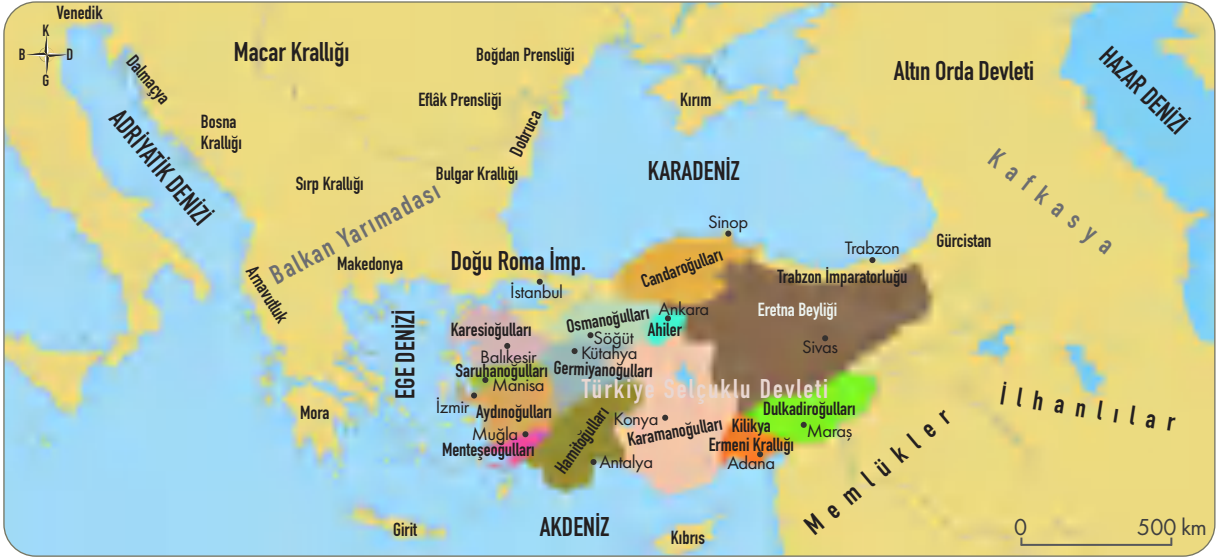 Venedik
K
B
D
G
Macar Krallığı
Boğdan Prensliği
Altın Orda Devleti
HAZAR DENİZİ
Dalmaçya
Eflâk Prensliği
Kırım
Bosna
Krallığı
Dobruca
ADRİYATİK DENİZİ
Sırp Krallığı
Bulgar Krallığı
KARADENİZ
Kafkasya
Balkan Yarımadası
Sinop
Trabzon
Gürcistan
Arnavutluk
Makedonya
Doğu Roma İmp.
İstanbul
Candaroğulları
Trabzon İmparatorluğu
EGE DENİZİ
Karesioğulları
Osmanoğulları
Ankara
Ahiler
Eretna Beyliği
Söğüt
Balıkesir
Kütahya
Sivas
Saruhanoğulları
Germiyanoğulları
Manisa
Türkiye Selçuklu Devleti
İzmir
Mora
Aydınoğulları
Konya
Karamanoğulları
Dulkadiroğulları
Kilikya
Ermeni Krallığı
Maraş
İlhanlılar
Muğla
Menteşeoğulları
Hamitoğulları
Antalya
Adana
Memlükler
Girit
AKDENİZ
Kıbrıs
0
500 km